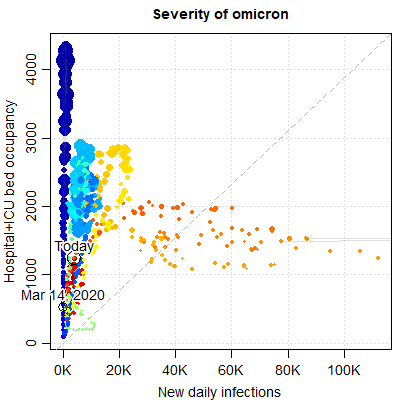 Severity of omicron
Hospital+ICU bed occupancy
4000
3000
2000
1000
0
Today
Mar 14, 2020
0K 20K 40K 60K 80K 100K
New daily infections